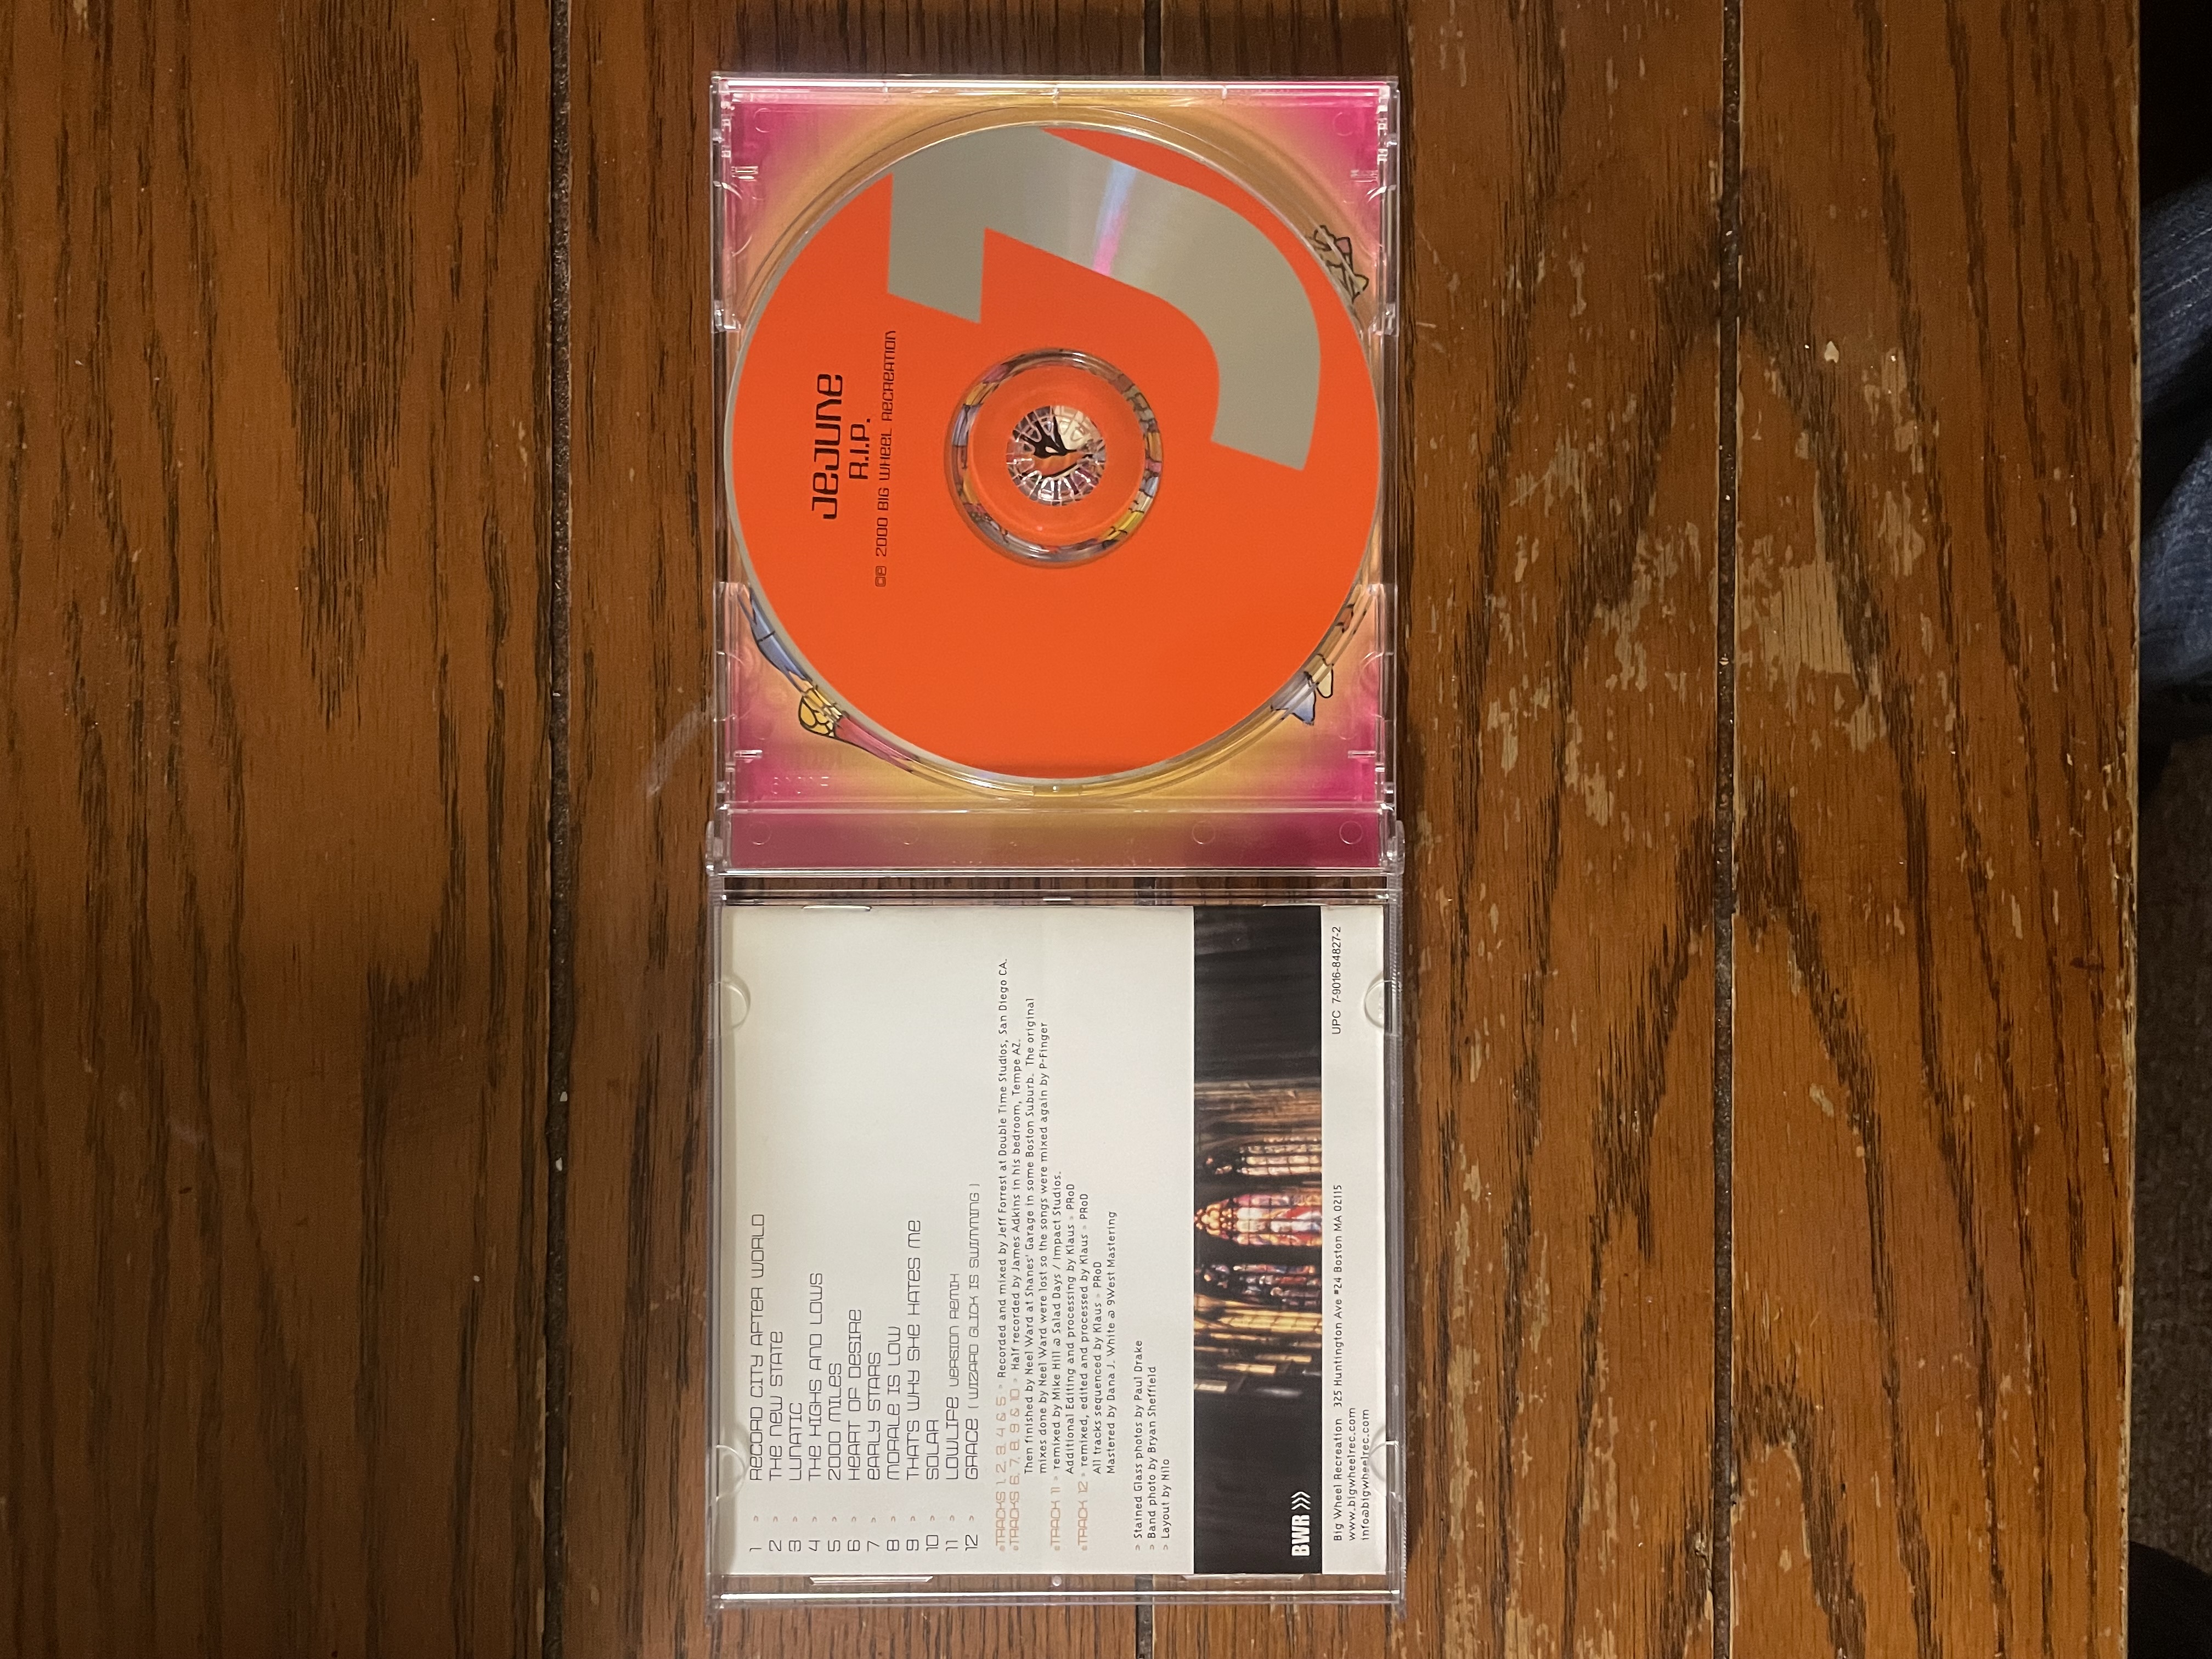 1 > RECORD CITY AFTER WORLD
2 > THE NEW STATE
3 > LUNATIC
4 > THE HIGHS AND LOWS
5 > 2000 MILES
6 > HEART OF DESIRE
7 > EARLY STARS
8 > MORALE IS LOW
9 > THAT'S WHY SHE HATES ME
10 > SOLAR
11 > LOWLIFE VERSION REMIX
12 > GRACE ( WIZARD GLICK IS SWIMMING )
»TRACKS 1, 2, 3, 4 & 5 » Recorded and mixed by Jeff Forrest at Double Time Studios, San Diego CA.
»TRACKS 6, 7, 8, 9 & 10 » Half recorded by James Adkins in his bedroom, Tempe AZ.
Then finished by Neel Ward at Shanes' Garage in some Boston Suburb. The original
mixes done by Neel Ward were lost so the songs were mixed again by P-Finger
»TRACK 11 » remixed by Mike Hill @ Salad Days / Impact Studios.
Additional Editing and processing by Klaus » PRoD
»TRACK 12 » remixed, edited and processed by Klaus » PRoD
All tracks sequenced by Klaus » PRoD
Mastered by Dana J. White @ 9West Mastering
> Stained Glass photos by Paul Drake
> Band photo by Bryan Sheffield
> Layout by Nilo
BWR >>>
Big Wheel Recreation 325 Huntington Ave #24 Boston MA 02115
UPC 7-9016-84827-2
www.bigwheelrec.com
info@bigwheelrec.com
JEJUNE
R.I.P.
©℗ 2000 BIG WHEEL RECREATION
J